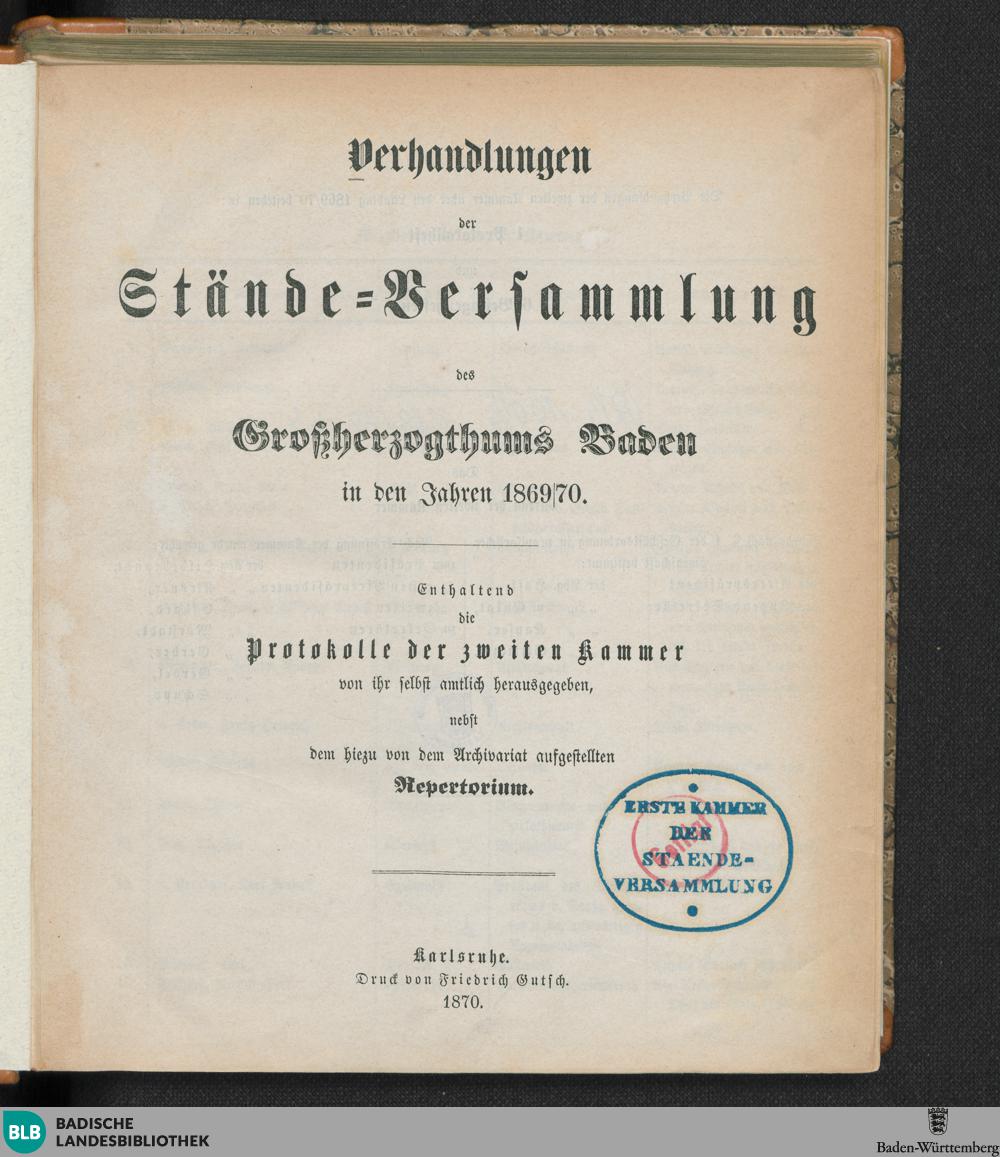 Verhandlungen
der
Stände=Versammlung
des
Großherzogthums Baden
in den Jahren 1869|70.
Enthaltend
die
Protokolle der zweiten Kammer
von ihr selbst amtlich herausgegeben,
nebst
dem hiezu von dem Archivariat aufgestellten
Repertorium.
ERSTE KAMMER
DER
STAENDE=
VERSAMMLUNG
Karlsruhe.
Druck von Friedrich Gutsch.
1870.
BLB BADISCHE
LANDESBIBLIOTHEK
Baden-Württemberg